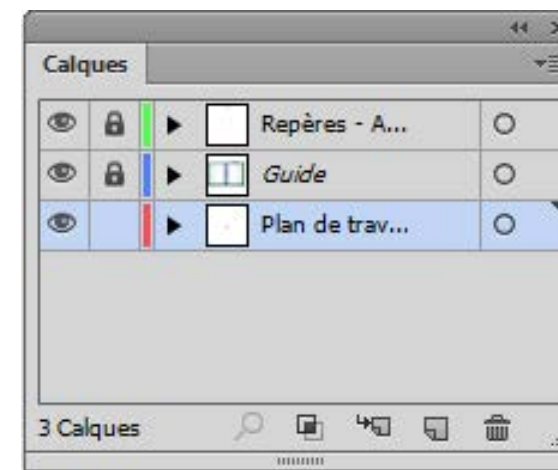 Calques
Repères - A...
Guide
Plan de trav...
3 Calques